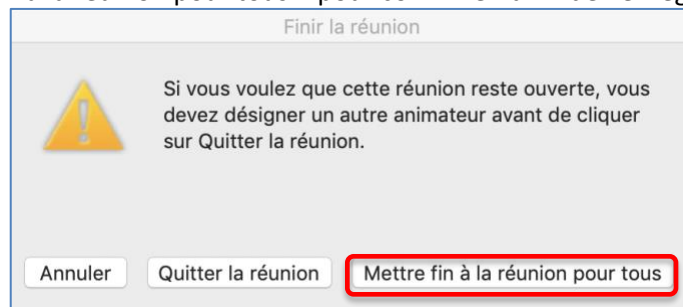 Finir la réunion
Si vous voulez que cette réunion reste ouverte, vous
devez désigner un autre animateur avant de cliquer
sur Quitter la réunion.
Annuler Quitter la réunion Mettre fin à la réunion pour tous